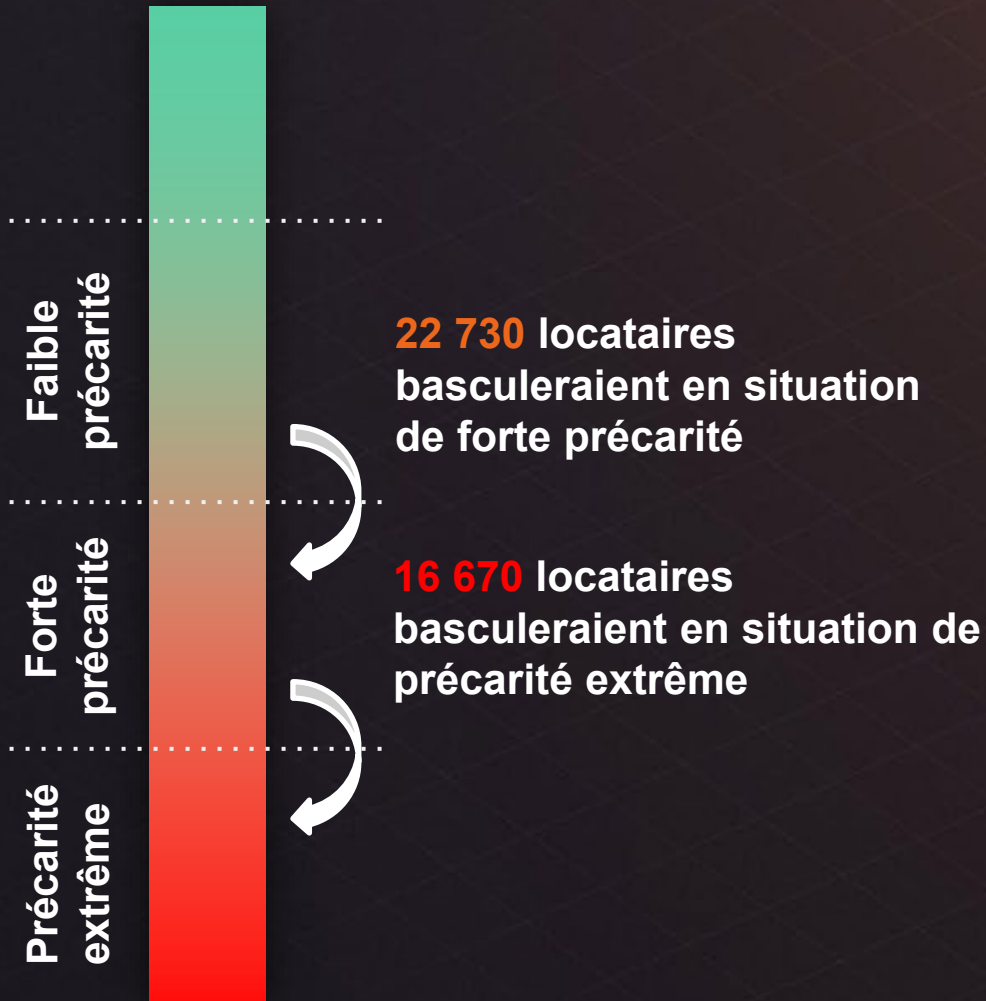 Faible
précarité
22 730 locataires
basculeraient en situation
de forte précarité
Forte
précarité
16 670 locataires
basculeraient en situation de
précarité extrême
Précarité
extrême